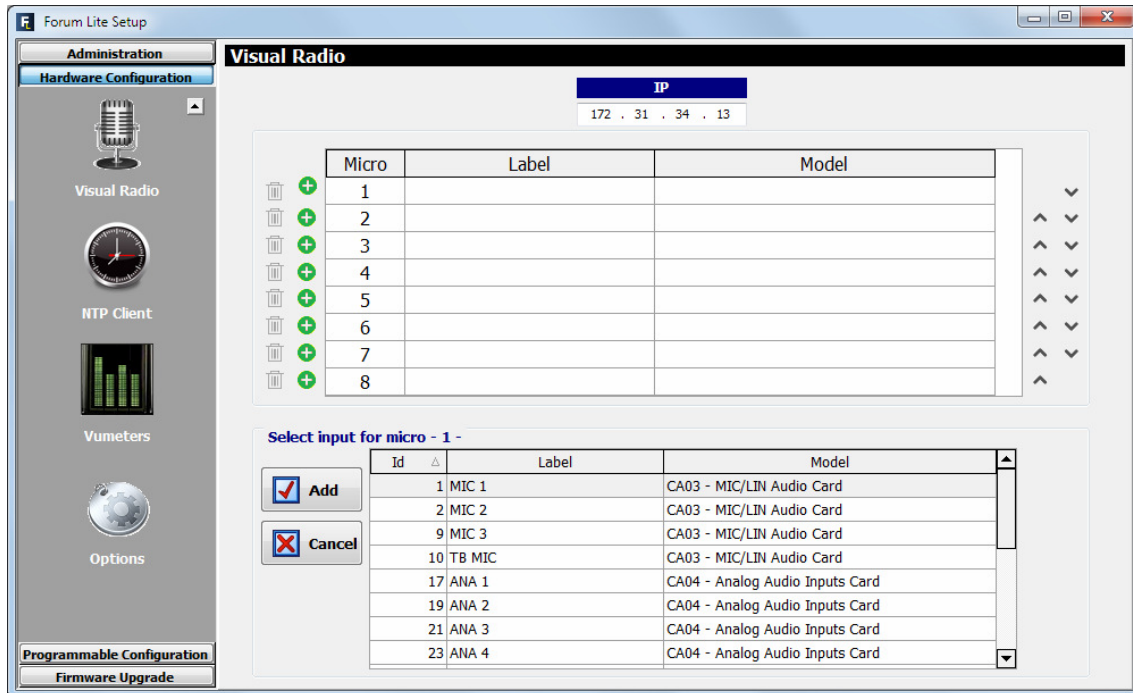 Forum Lite Setup
Administration
Hardware Configuration
Visual Radio
NTP Client
Vumeters
Options
Programmable Configuration
Firmware Upgrade
Visual Radio
IP
172 . 31 . 34 . 13
Micro Label Model
1
2
3
4
5
6
7
8
Select input for micro - 1 -
Add
Cancel
Id Label Model
1 MIC 1 CA03 - MIC/LIN Audio Card
2 MIC 2 CA03 - MIC/LIN Audio Card
9 MIC 3 CA03 - MIC/LIN Audio Card
10 TB MIC CA03 - MIC/LIN Audio Card
17 ANA 1 CA04 - Analog Audio Inputs Card
19 ANA 2 CA04 - Analog Audio Inputs Card
21 ANA 3 CA04 - Analog Audio Inputs Card
23 ANA 4 CA04 - Analog Audio Inputs Card